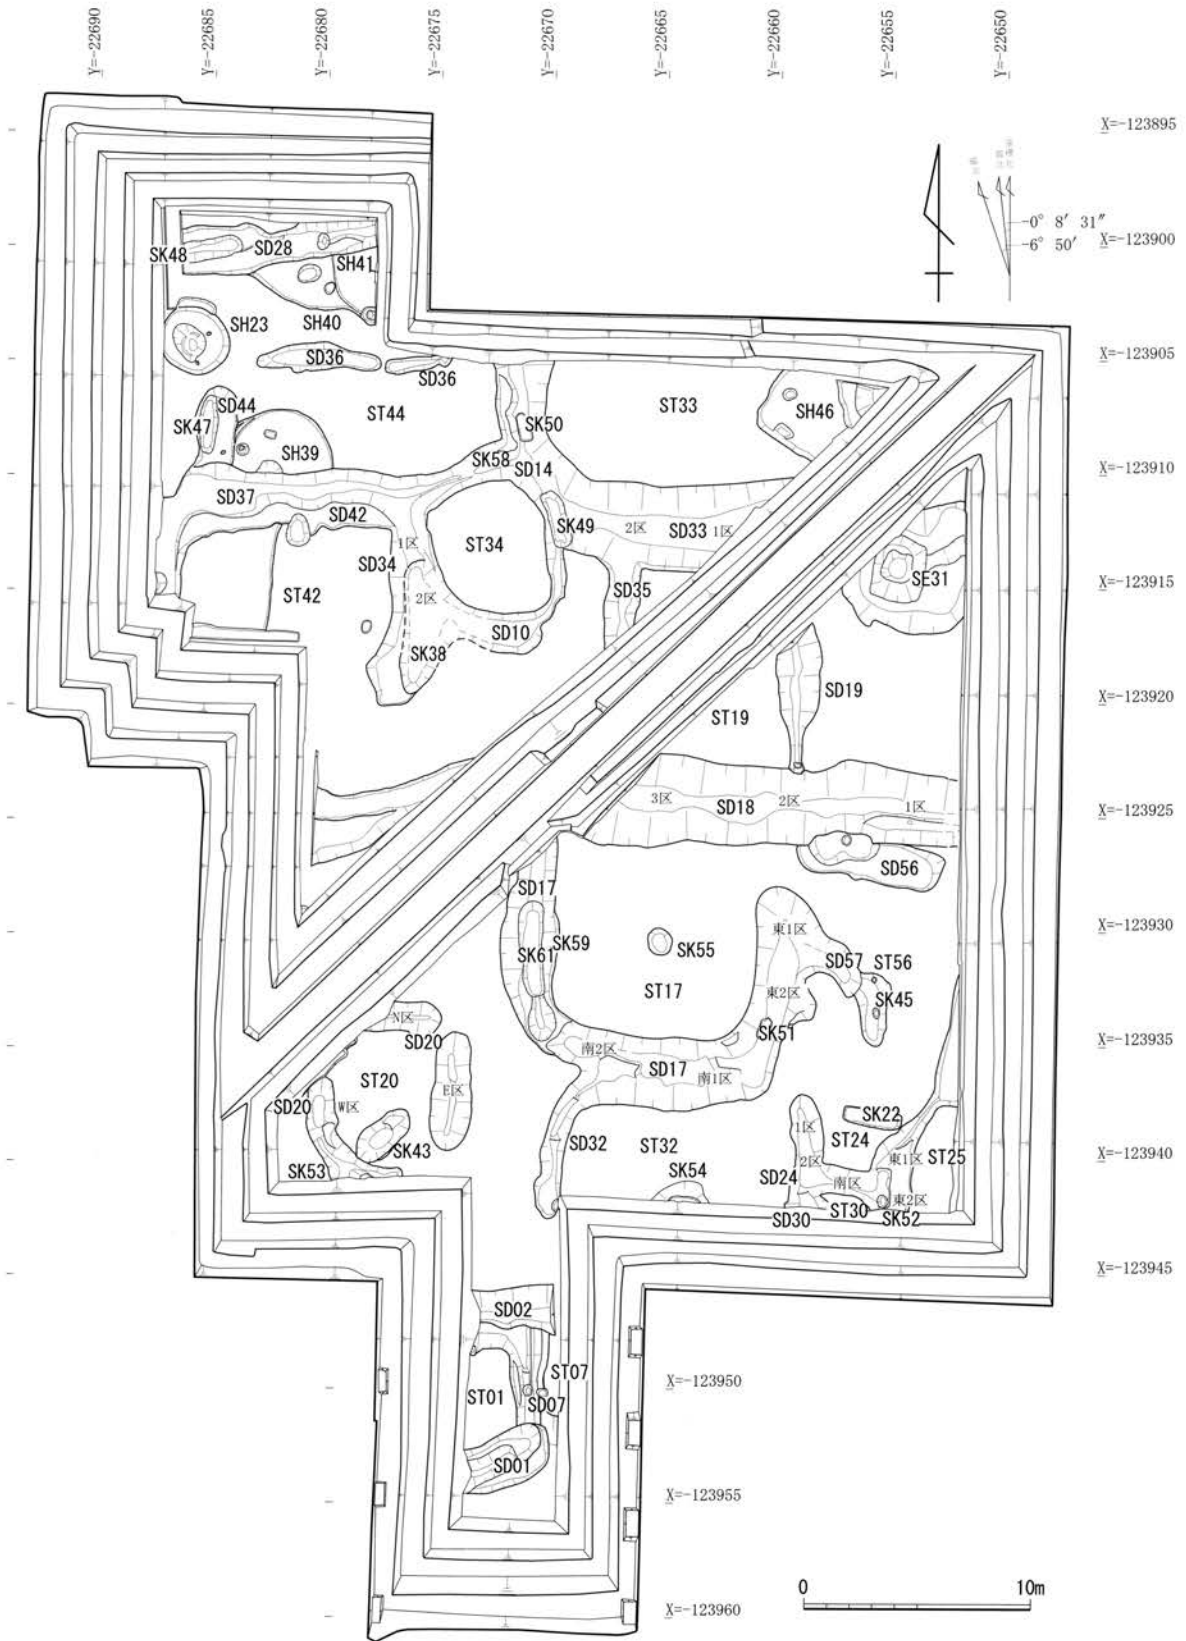 Y=-22690
Y=-22685
Y=-22680
Y=-22675
Y=-22670
Y=-22665
Y=-22660
Y=-22655
Y=-22650
X=-123895
-0° 8′ 31″
-6° 50′
X=-123900
SK48
SD28
SH41
SH23
SH40
SD36
SD36
X=-123905
SD44
SK47
ST44
SH39
SK50
ST33
SH46
SK58
SD14
X=-123910
SD37
SD42
1区
SD34
ST34
SK49
2区
SD33
1区
ST42
2区
SD35
SE31
X=-123915
SD10
SK38
SD19
ST19
X=-123920
3区
SD18
2区
1区
X=-123925
SD56
SD17
SK59
SK61
SK55
ST17
東1区
SD57
ST56
東2区
SK45
SK51
X=-123930
N区
SD20
南2区
SD17
南1区
X=-123935
ST20
E区
SD20
W区
SK43
SK53
SD32
ST32
SK54
1区
SK22
ST24
2区
東1区
ST25
SD24
南区
東2区
SD30
ST30
SK52
X=-123940
X=-123945
SD02
ST07
ST01
SD07
X=-123950
SD01
X=-123955
0
10m
X=-123960